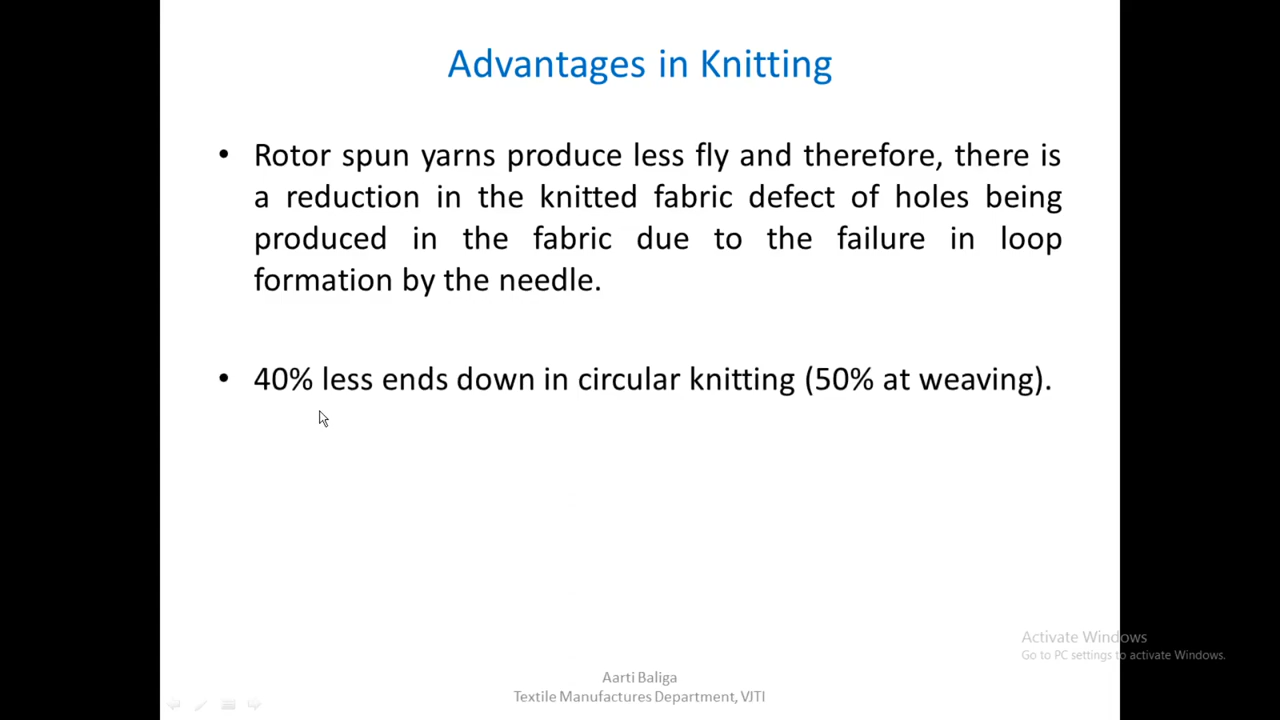 Advantages in Knitting
• Rotor spun yarns produce less fly and therefore, there is
a reduction in the knitted fabric defect of holes being
produced in the fabric due to the failure in loop
formation by the needle.
• 40% less ends down in circular knitting (50% at weaving).
Activate Windows
Go to PC settings to activate Windows.
Aarti Baliga
Textile Manufactures Department, VJTI